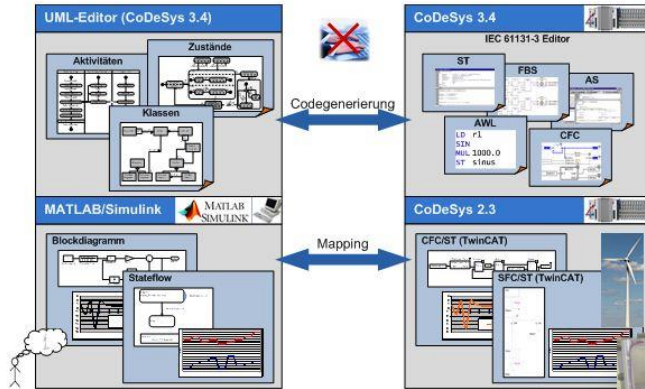 UML-Editor (CoDeSys 3.4)
Aktivitäten
Zustände
Klassen
CoDeSys 3.4
IEC 61131-3 Editor
ST
FBS
AS
AWL
LD r1
SIN
MUL 1000.0
ST sinus
CFC
Codegenerierung
MATLAB/Simulink
MATLAB
SIMULINK
Blockdiagramm
Stateflow
Mapping
CoDeSys 2.3
CFC/ST (TwinCAT)
SFC/ST (TwinCAT)